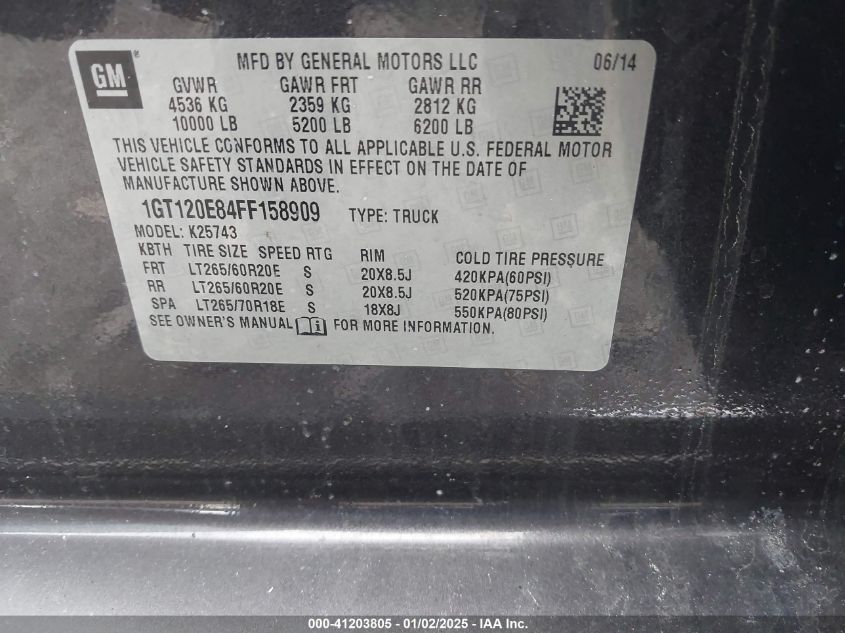 GM
MFD BY GENERAL MOTORS LLC 06/14
GVWR GAWR FRT GAWR RR
4536 KG 2359 KG 2812 KG
10000 LB 5200 LB 6200 LB
THIS VEHICLE CONFORMS TO ALL APPLICABLE U.S. FEDERAL MOTOR
VEHICLE SAFETY STANDARDS IN EFFECT ON THE DATE OF
MANUFACTURE SHOWN ABOVE.
1GT120E84FF158909 TYPE: TRUCK
MODEL: K25743
KBTH TIRE SIZE SPEED RTG RIM COLD TIRE PRESSURE
FRT LT265/60R20E S 20X8.5J 420KPA(60PSI)
RR LT265/60R20E S 20X8.5J 520KPA(75PSI)
SPA LT265/70R18E S 18X8J 550KPA(80PSI)
SEE OWNER'S MANUAL FOR MORE INFORMATION.
000-41203805 - 01/02/2025 - IAA Inc.